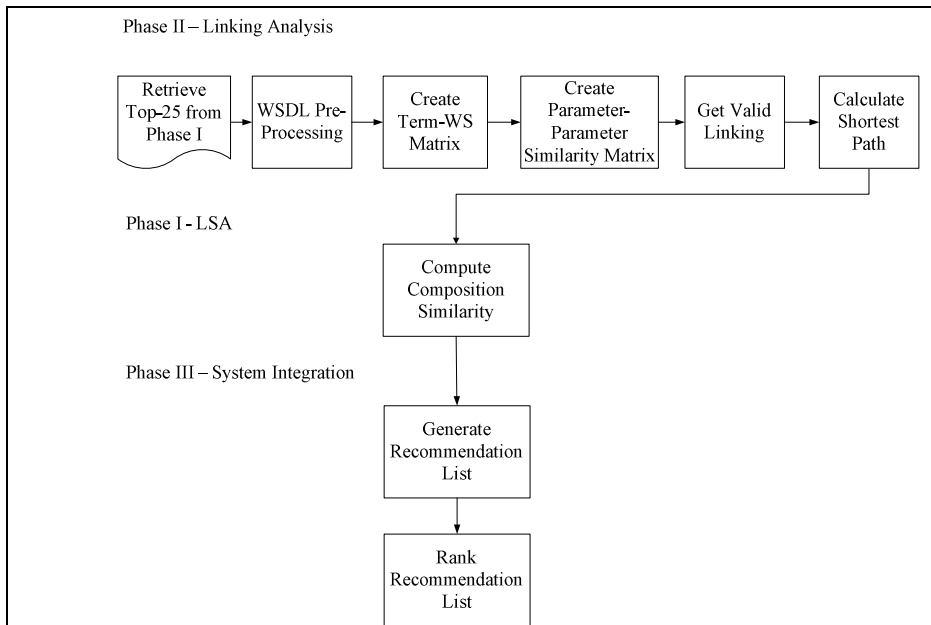 Phase II – Linking Analysis
Retrieve
Top-25 from
Phase I
WSDL Pre-
Processing
Create
Term-WS
Matrix
Create
Parameter-
Parameter
Similarity Matrix
Get Valid
Linking
Calculate
Shortest
Path
Phase I - LSA
Compute
Composition
Similarity
Phase III – System Integration
Generate
Recommendation
List
Rank
Recommendation
List